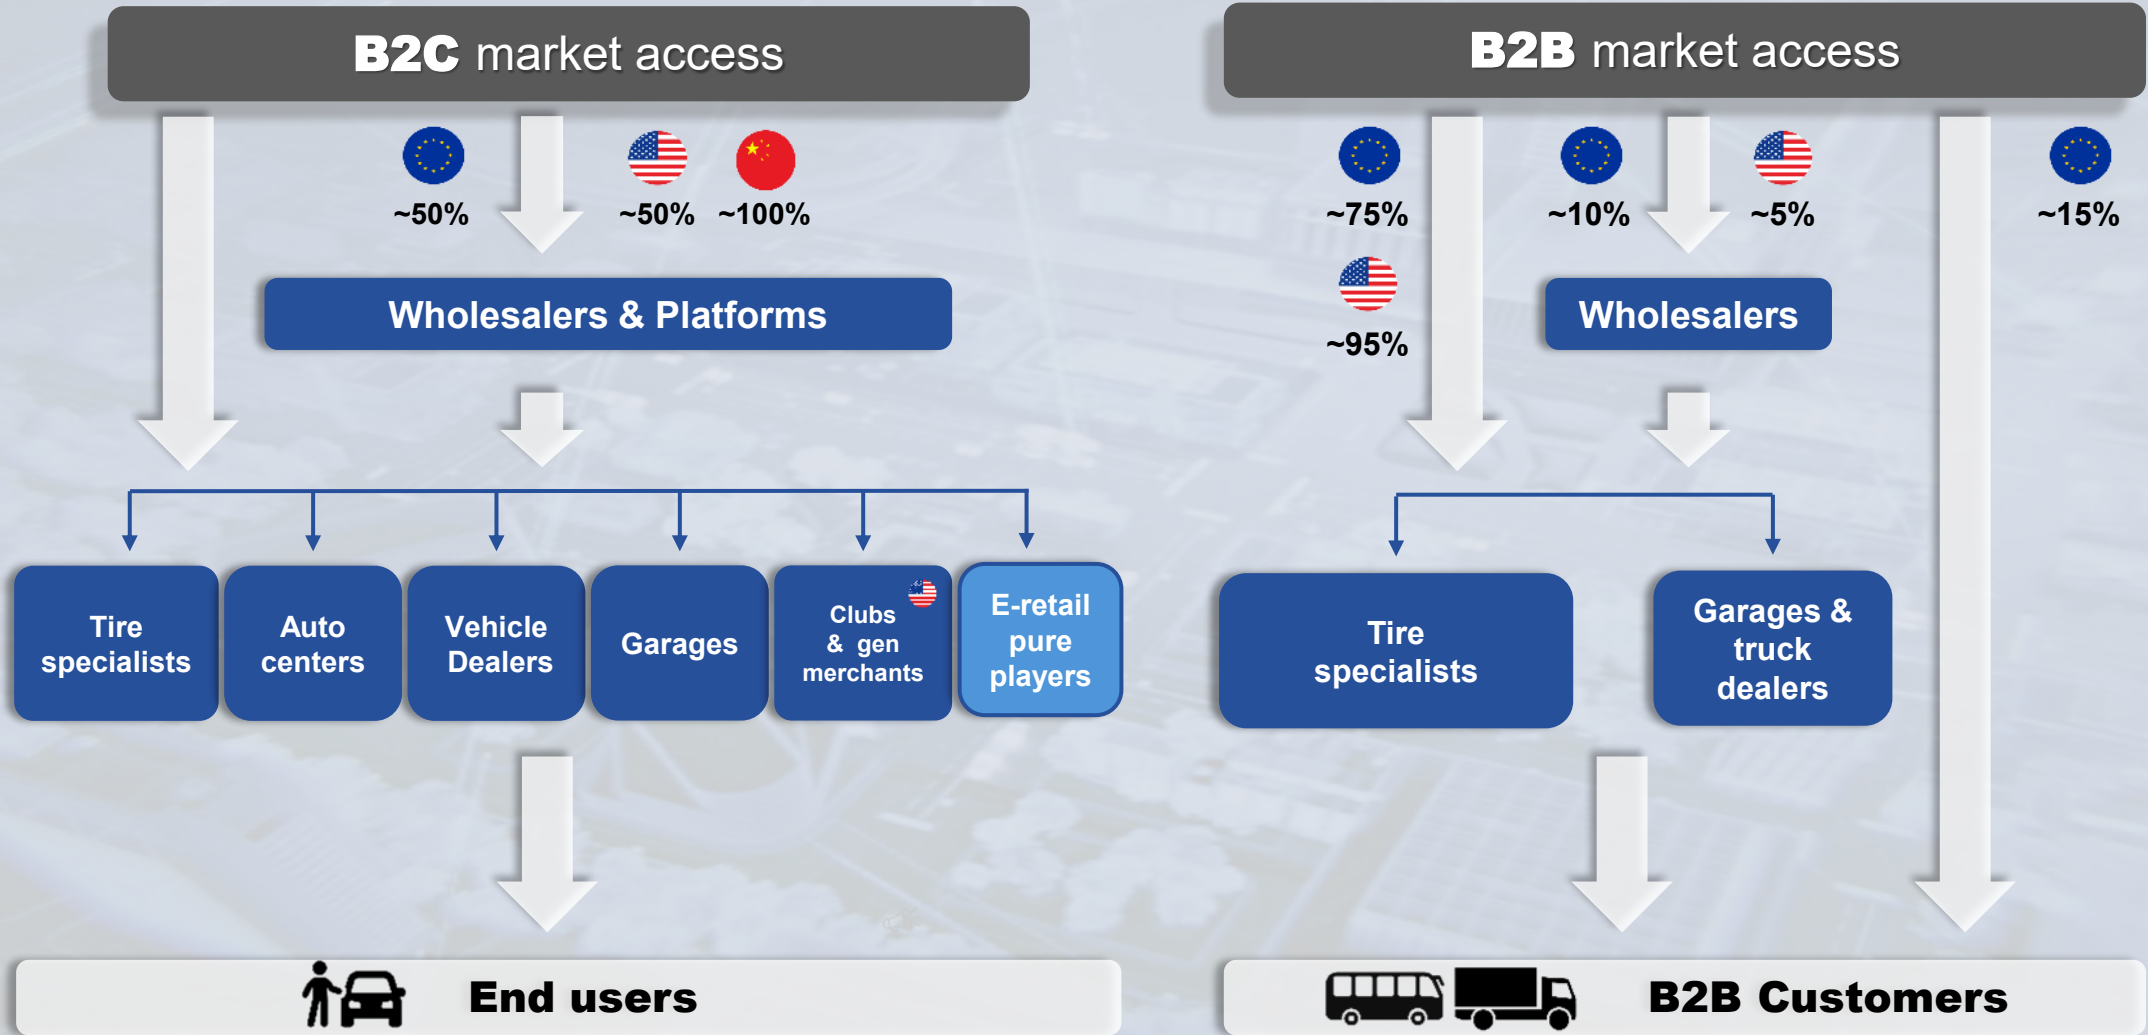 B2C market access
~50%
~50% ~100%
Wholesalers & Platforms
Tire
specialists
Auto
centers
Vehicle
Dealers
Garages
Clubs
& gen
merchants
E-retail
pure
players
End users
B2B market access
~75%
~95%
~10%
~5%
~15%
Wholesalers
Tire
specialists
Garages &
truck
dealers
B2B Customers